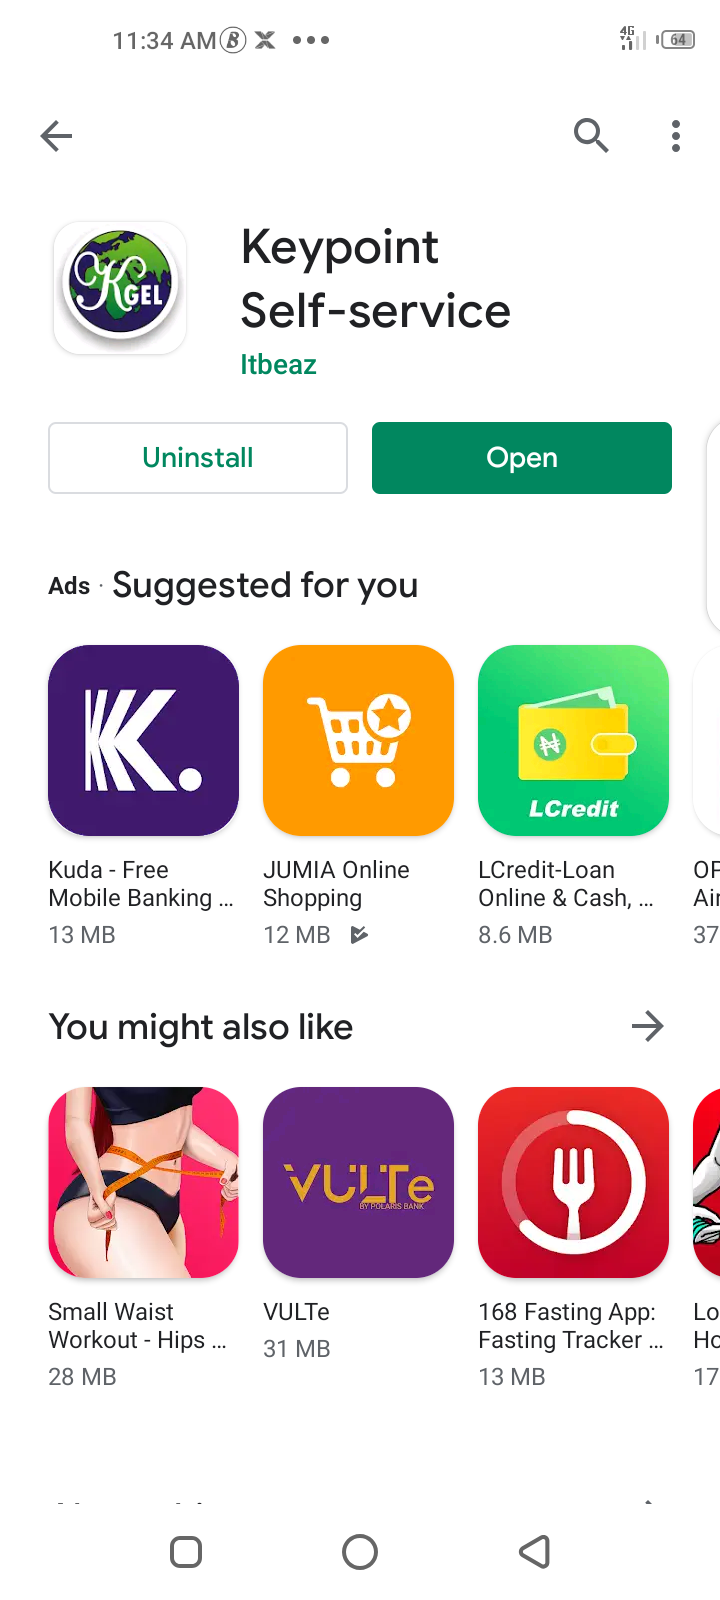 11:34 AM
4G
64
Keypoint
Self-service
KGEL
Itbeaz
Uninstall
Open
Ads · Suggested for you
K.
LCredit
Kuda - Free
Mobile Banking ...
13 MB
JUMIA Online
Shopping
12 MB
LCredit-Loan
Online & Cash, ...
8.6 MB
OP
Air
37
You might also like
VULTe
BY POLARIS BANK
Small Waist
Workout - Hips ...
28 MB
VULTe
31 MB
168 Fasting App:
Fasting Tracker ...
13 MB
Lo
Ho
17